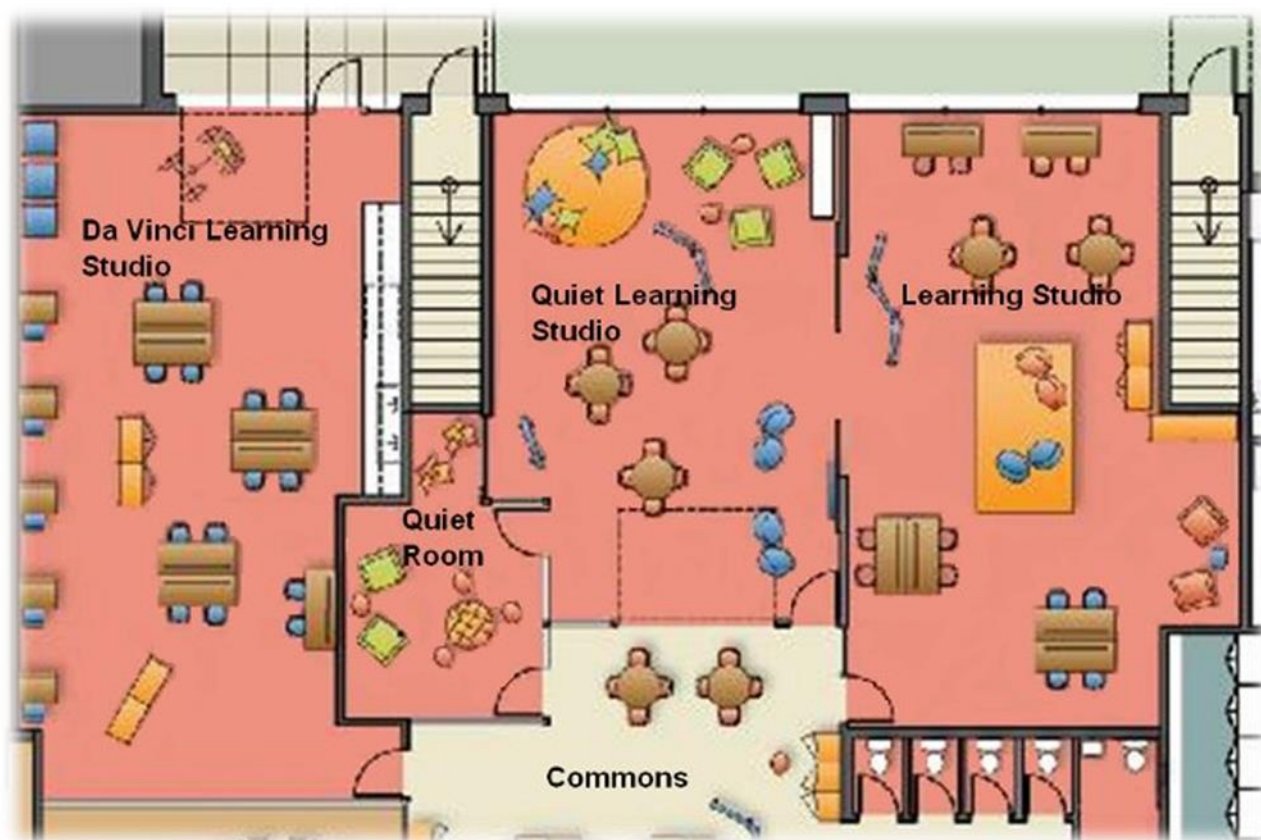 Da Vinci Learning
Studio
Quiet Learning
Studio
Learning Studio
Quiet
Room
Commons